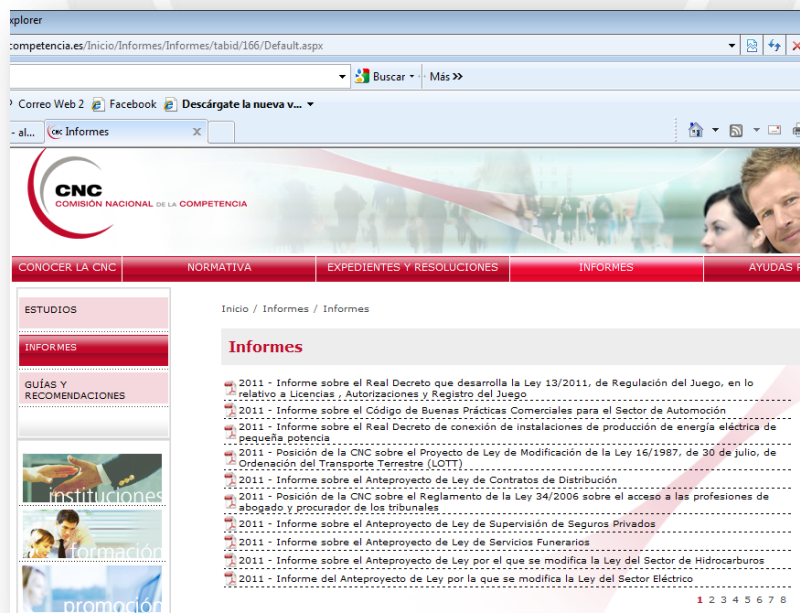 xplorer
competencia.es/Inicio/Informes/Informes/tabid/166/Default.aspx
Buscar Más »
Correo Web 2 Facebook Descárgate la nueva v...
- al... CNC Informes X
CNC
COMISIÓN NACIONAL DE LA COMPETENCIA
CONOCER LA CNC NORMATIVA EXPEDIENTES Y RESOLUCIONES INFORMES AYUDAS
ESTUDIOS
INFORMES
GUÍAS Y
RECOMENDACIONES
instituciones
formación
promoción
Inicio / Informes / Informes
Informes
2011 - Informe sobre el Real Decreto que desarrolla la Ley 13/2011, de Regulación del Juego, en lo
relativo a Licencias , Autorizaciones y Registro del Juego
2011 - Informe sobre el Código de Buenas Prácticas Comerciales para el Sector de Automoción
2011 - Informe sobre el Real Decreto de conexión de instalaciones de producción de energía eléctrica de
pequeña potencia
2011 - Posición de la CNC sobre el Proyecto de Ley de Modificación de la Ley 16/1987, de 30 de julio, de
Ordenación del Transporte Terrestre (LOTT)
2011 - Informe sobre el Anteproyecto de Ley de Contratos de Distribución
2011 - Posición de la CNC sobre el Reglamento de la Ley 34/2006 sobre el acceso a las profesiones de
abogado y procurador de los tribunales
2011 - Informe sobre el Anteproyecto de Ley de Supervisión de Seguros Privados
2011 - Informe sobre el Anteproyecto de Ley de Servicios Funerarios
2011 - Informe sobre el Anteproyecto de Ley por el que se modifica la Ley del Sector de Hidrocarburos
2011 - Informe del Anteproyecto de Ley por la que se modifica la Ley del Sector Eléctrico
1 2 3 4 5 6 7 8